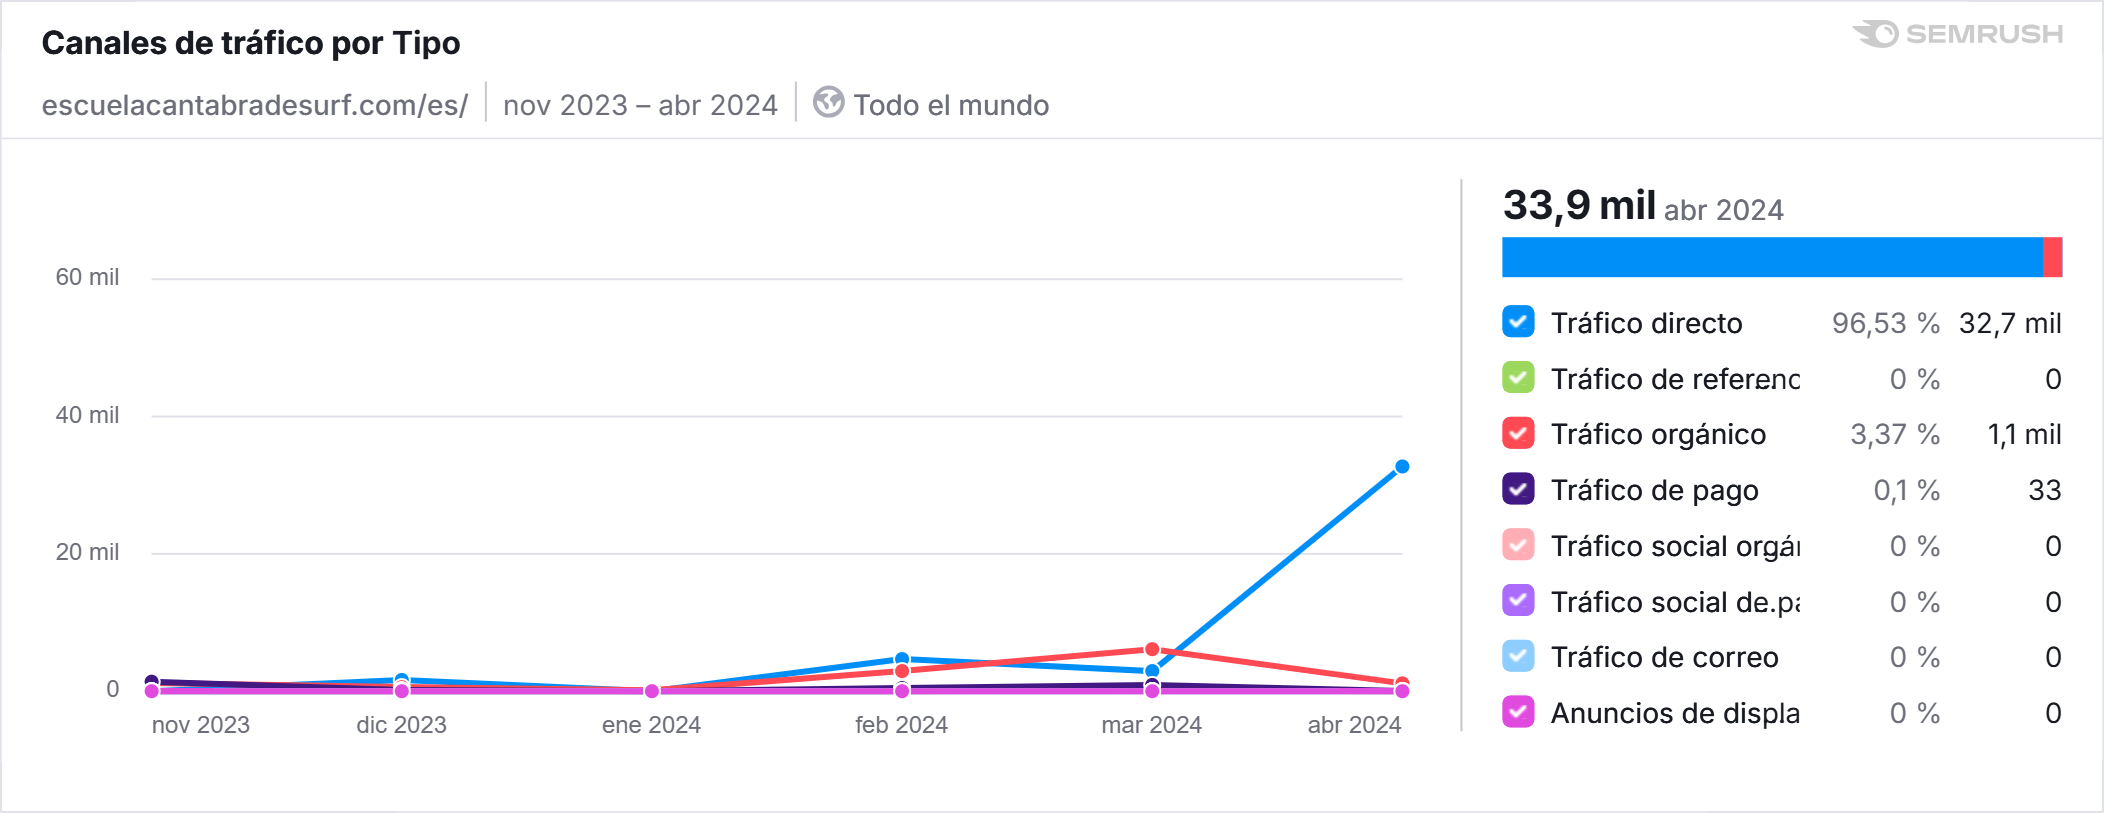 Canales de tráfico por Tipo
SEMRUSH
escuelacantabradesurf.com/es/ nov 2023 – abr 2024 Todo el mundo
33,9 mil abr 2024
60 mil
40 mil
20 mil
0
nov 2023 dic 2023 ene 2024 feb 2024 mar 2024 abr 2024
Tráfico directo 96,53 % 32,7 mil
Tráfico de referenc 0 % 0
Tráfico orgánico 3,37 % 1,1 mil
Tráfico de pago 0,1 % 33
Tráfico social orgán 0 % 0
Tráfico social de pa 0 % 0
Tráfico de correo 0 % 0
Anuncios de displa 0 % 0